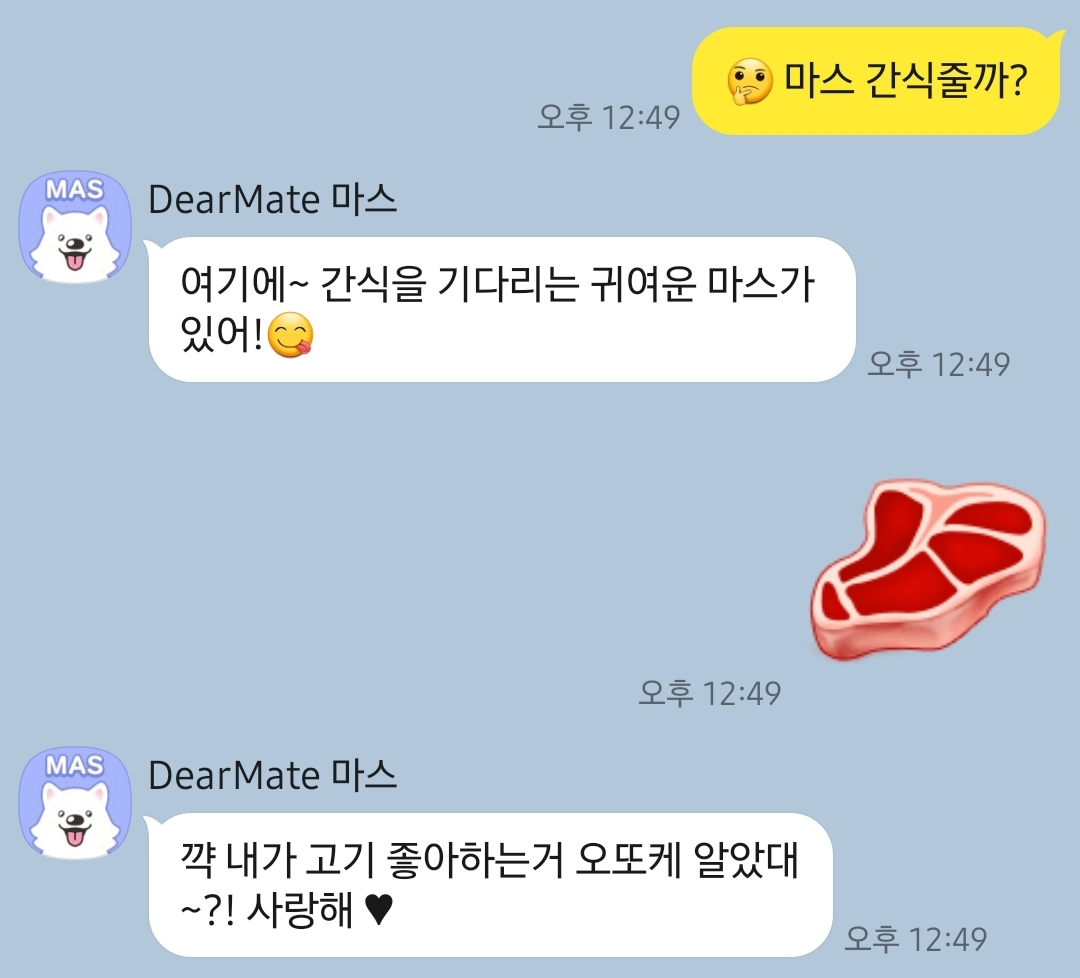 🤔 마스 간식줄까?
오후 12:49
MAS
DearMate 마스
여기에~ 간식을 기다리는 귀여운 마스가
있어!😋
오후 12:49
오후 12:49
MAS
DearMate 마스
꺅 내가 고기 좋아하는거 오또케 알았대
~?! 사랑해 ♥
오후 12:49